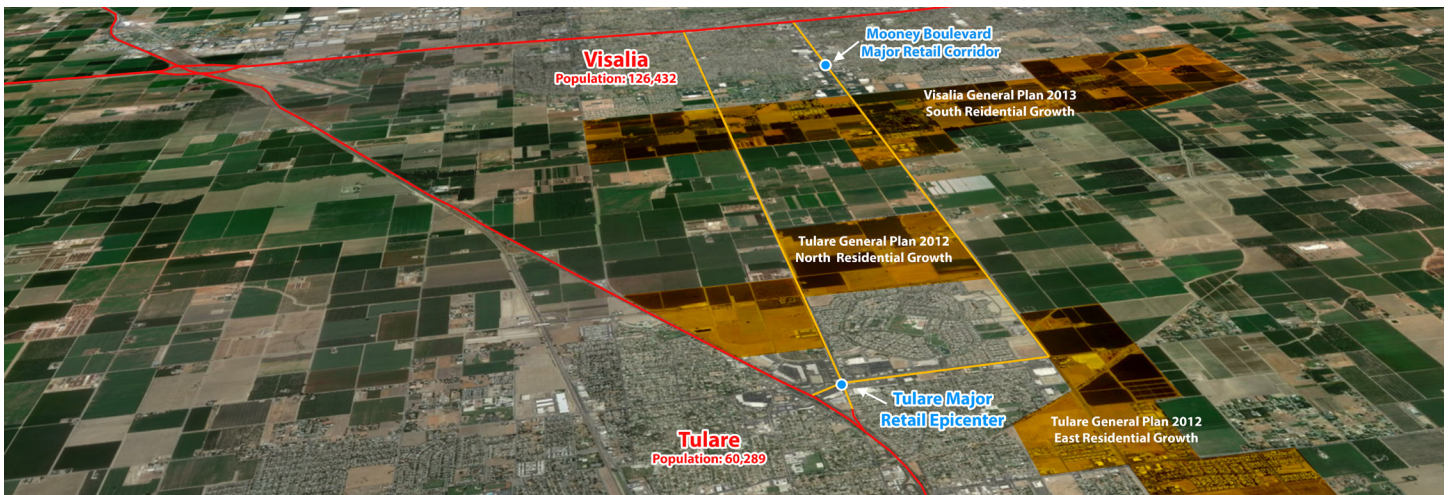 Mooney Boulevard
Major Retail Corridor
Visalia
Population: 126,432
Visalia General Plan 2013
South Reidential Growth
Tulare General Plan 2012
North Residential Growth
Tulare Major
Retail Epicenter
Tulare General Plan 2012
East Residential Growth
Tulare
Population: 60,289